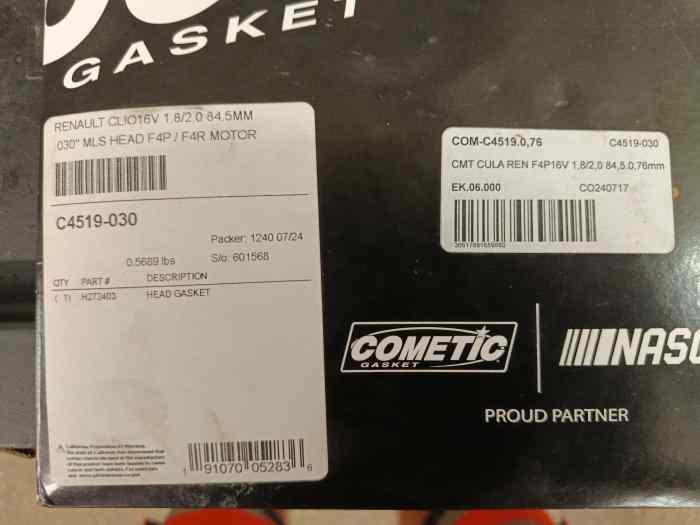 GASKET
RENAULT CLIO16V 1,8/2,0 84.5MM
.030" MLS HEAD F4P / F4R MOTOR
C4519-030
Packer: 1240 07/24
0.5689 lbs
S/o: 601568
QTY PART # DESCRIPTION
( 1) H272403 HEAD GASKET
1 91070 05283 6
COM-C4519.0,76 C4519-030
CMT CULA REN F4P16V 1,8/2,0 84,5.0,76mm
EK.06.000 CO240717
COMETIC
GASKET
PROUD PARTNER